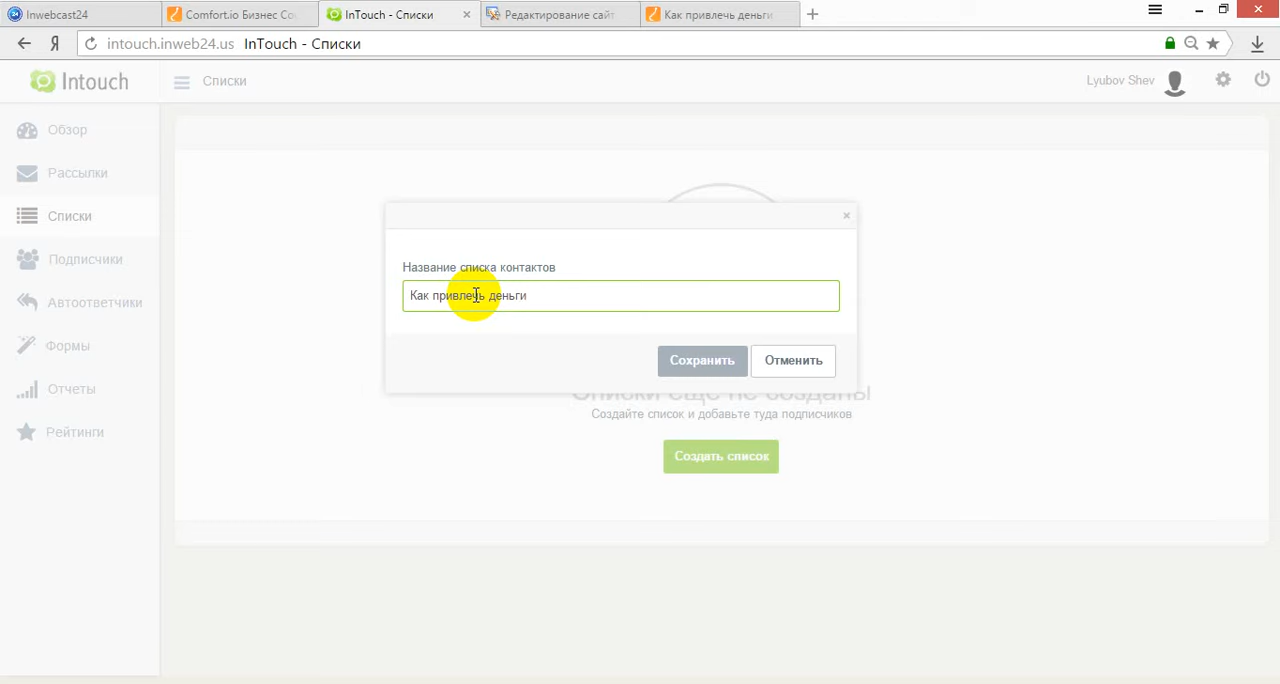 Inwebcast24
Comfort.io Бизнес Со
InTouch - Списки
Редактирование сайт
Как привлечь деньги
intouch.inweb24.us InTouch - Списки
Intouch
Списки
Lyubov Shev
Обзор
Рассылки
Списки
Подписчики
Автоответчики
Формы
Отчеты
Рейтинги
Название списка контактов
Как привлечь деньги
Сохранить
Отменить
Списки еще не созданы
Создайте список и добавьте туда подписчиков
Создать список